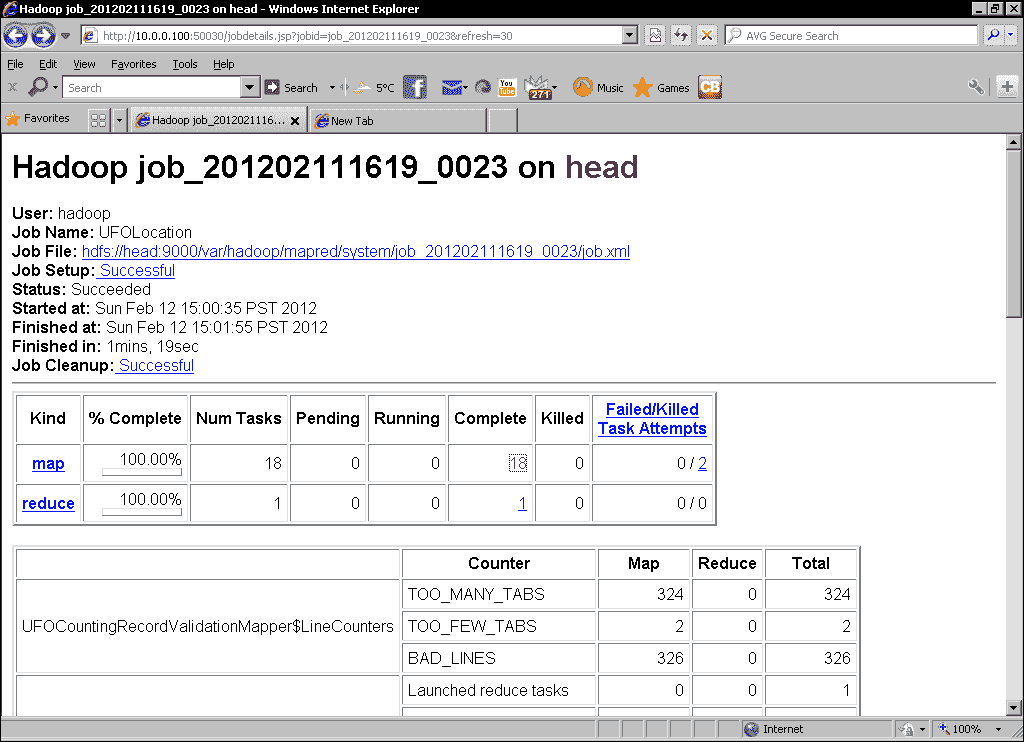 Hadoop job_201202111619_0023 on head - Windows Internet Explorer
http://10.0.0.100:50030/jobdetails.jsp?jobid=job_201202111619_0023&refresh=30
AVG Secure Search
File Edit View Favorites Tools Help
Search Search 5°C f You Tube 271 Music Games CB
Favorites Hadoop job_20120211161... New Tab
Hadoop job_201202111619_0023 on head
User: hadoop
Job Name: UFOLocation
Job File: hdfs://head:9000/var/hadoop/mapred/system/job_201202111619_0023/job.xml
Job Setup: Successful
Status: Succeeded
Started at: Sun Feb 12 15:00:35 PST 2012
Finished at: Sun Feb 12 15:01:55 PST 2012
Finished in: 1mins, 19sec
Job Cleanup: Successful
Kind % Complete Num Tasks Pending Running Complete Killed Failed/Killed Task Attempts
map 100.00% 18 0 0 18 0 0 / 2
reduce 100.00% 1 0 0 1 0 0 / 0
Counter Map Reduce Total
UFOCountingRecordValidationMapper$LineCounters
TOO_MANY_TABS 324 0 324
TOO_FEW_TABS 2 0 2
BAD_LINES 326 0 326
Launched reduce tasks 0 0 1
Internet 100%